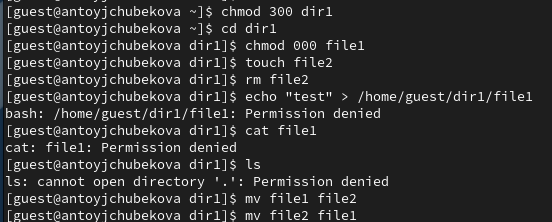 [guest@antoyjchubekova ~]$ chmod 300 dir1
[guest@antoyjchubekova ~]$ cd dir1
[guest@antoyjchubekova dir1]$ chmod 000 file1
[guest@antoyjchubekova dir1]$ touch file2
[guest@antoyjchubekova dir1]$ rm file2
[guest@antoyjchubekova dir1]$ echo "test" > /home/guest/dir1/file1
bash: /home/guest/dir1/file1: Permission denied
[guest@antoyjchubekova dir1]$ cat file1
cat: file1: Permission denied
[guest@antoyjchubekova dir1]$ ls
ls: cannot open directory '.': Permission denied
[guest@antoyjchubekova dir1]$ mv file1 file2
[guest@antoyjchubekova dir1]$ mv file2 file1